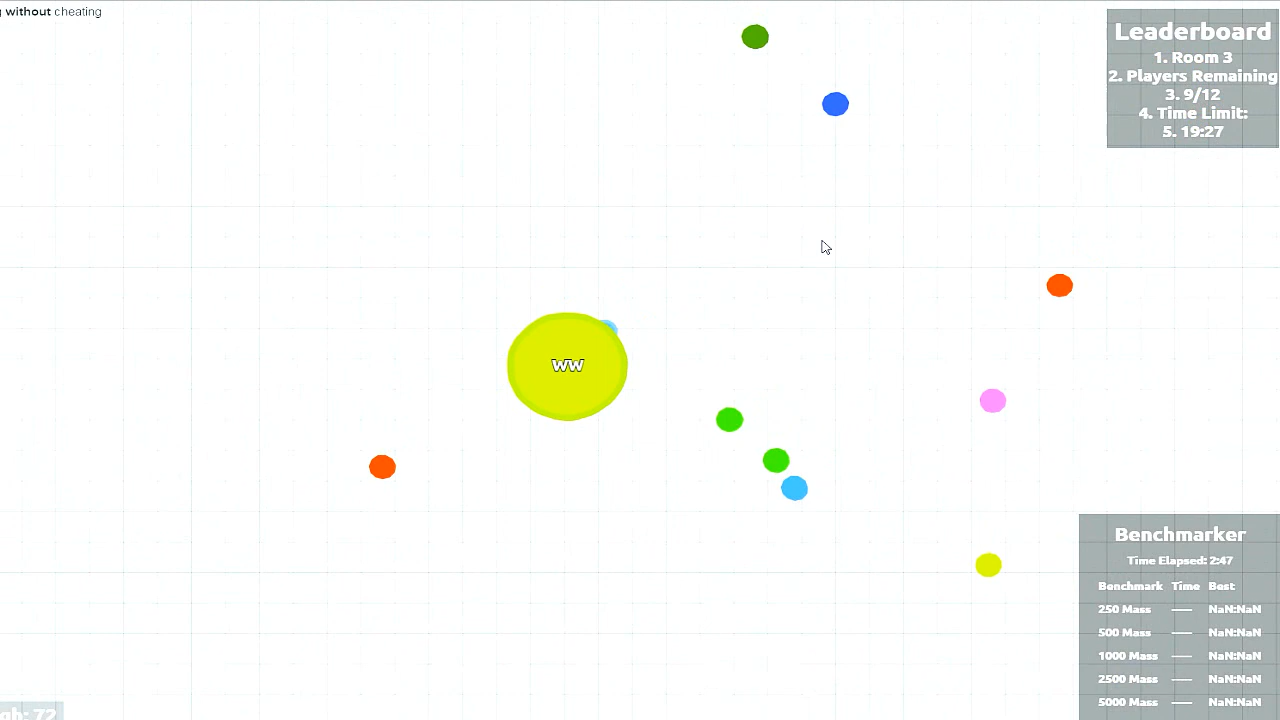 without cheating
Leaderboard
1. Room 3
2. Players Remaining
3. 9/12
4. Time Limit:
5. 19:27
ww
Benchmarker
Time Elapsed: 2:47
Benchmark Time Best
250 Mass — NaN:NaN
500 Mass — NaN:NaN
1000 Mass — NaN:NaN
2500 Mass — NaN:NaN
5000 Mass — NaN:NaN
72